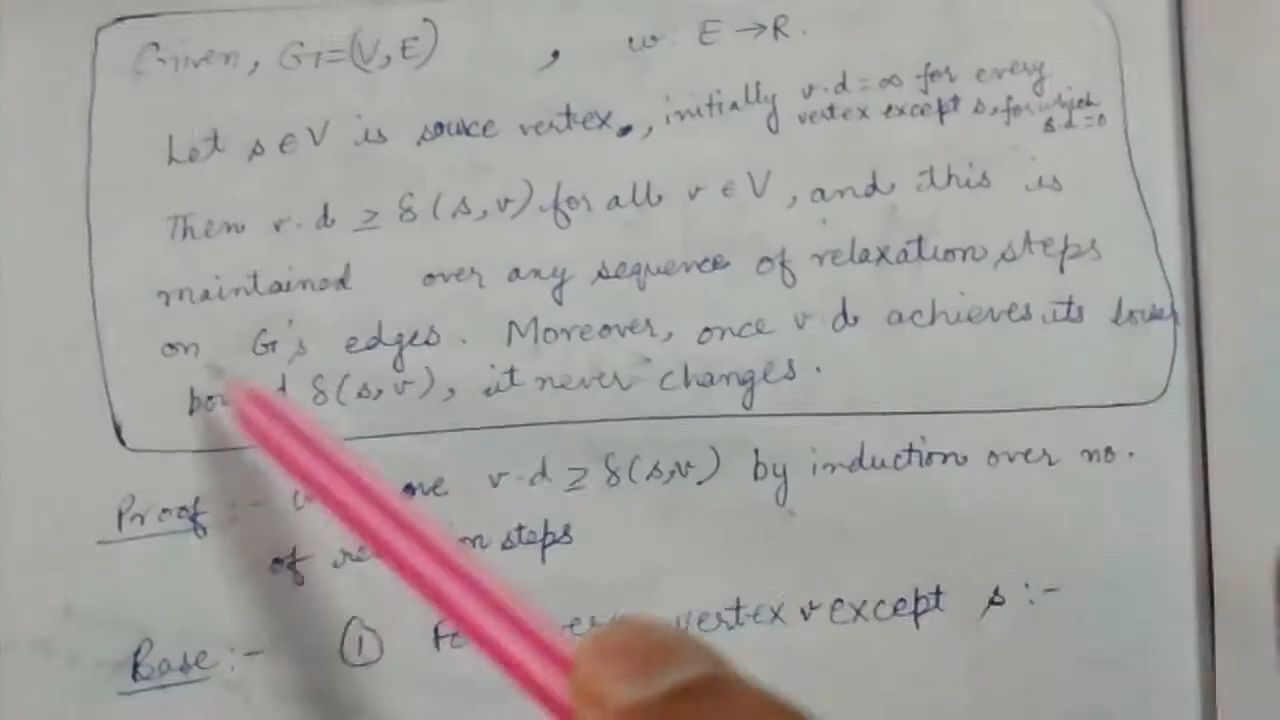 Given, G=(V,E) , w: E→R.
Let s ∈ V is source vertex, initially v.d = ∞ for every vertex except s, for which s.d=0
Then v.d ≥ δ(s,v) for all v ∈ V, and this is
maintained over any sequence of relaxation steps
on G's edges. Moreover, once v.d achieves its lower
δ(s,v), it never changes.
Proof :- v.d ≥ δ(s,v) by induction over no.
of steps
Base :- ① vertex v except s :-